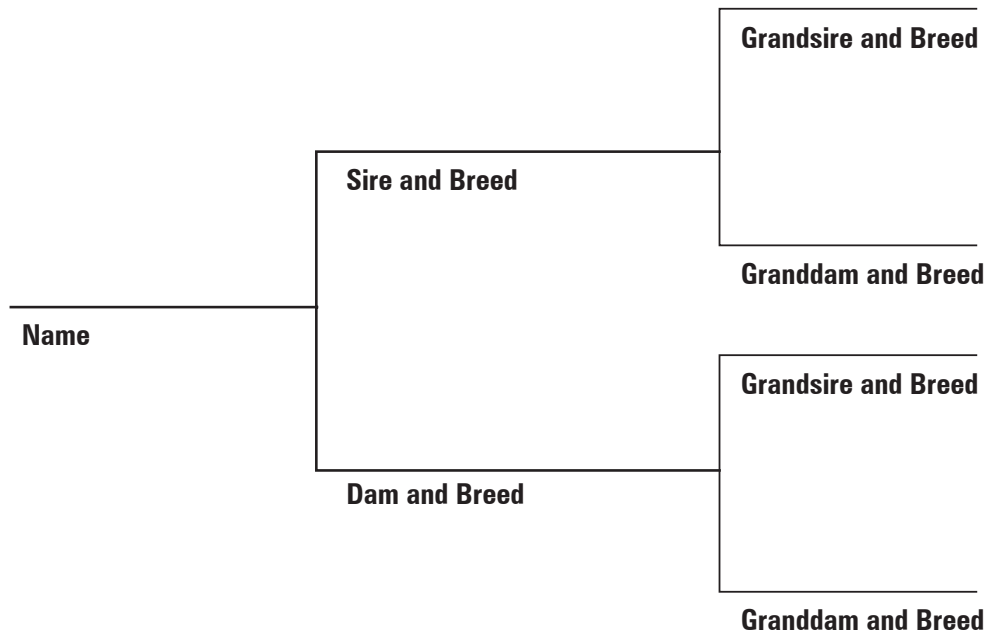 Grandsire and Breed
Sire and Breed
Granddam and Breed
Name
Grandsire and Breed
Dam and Breed
Granddam and Breed